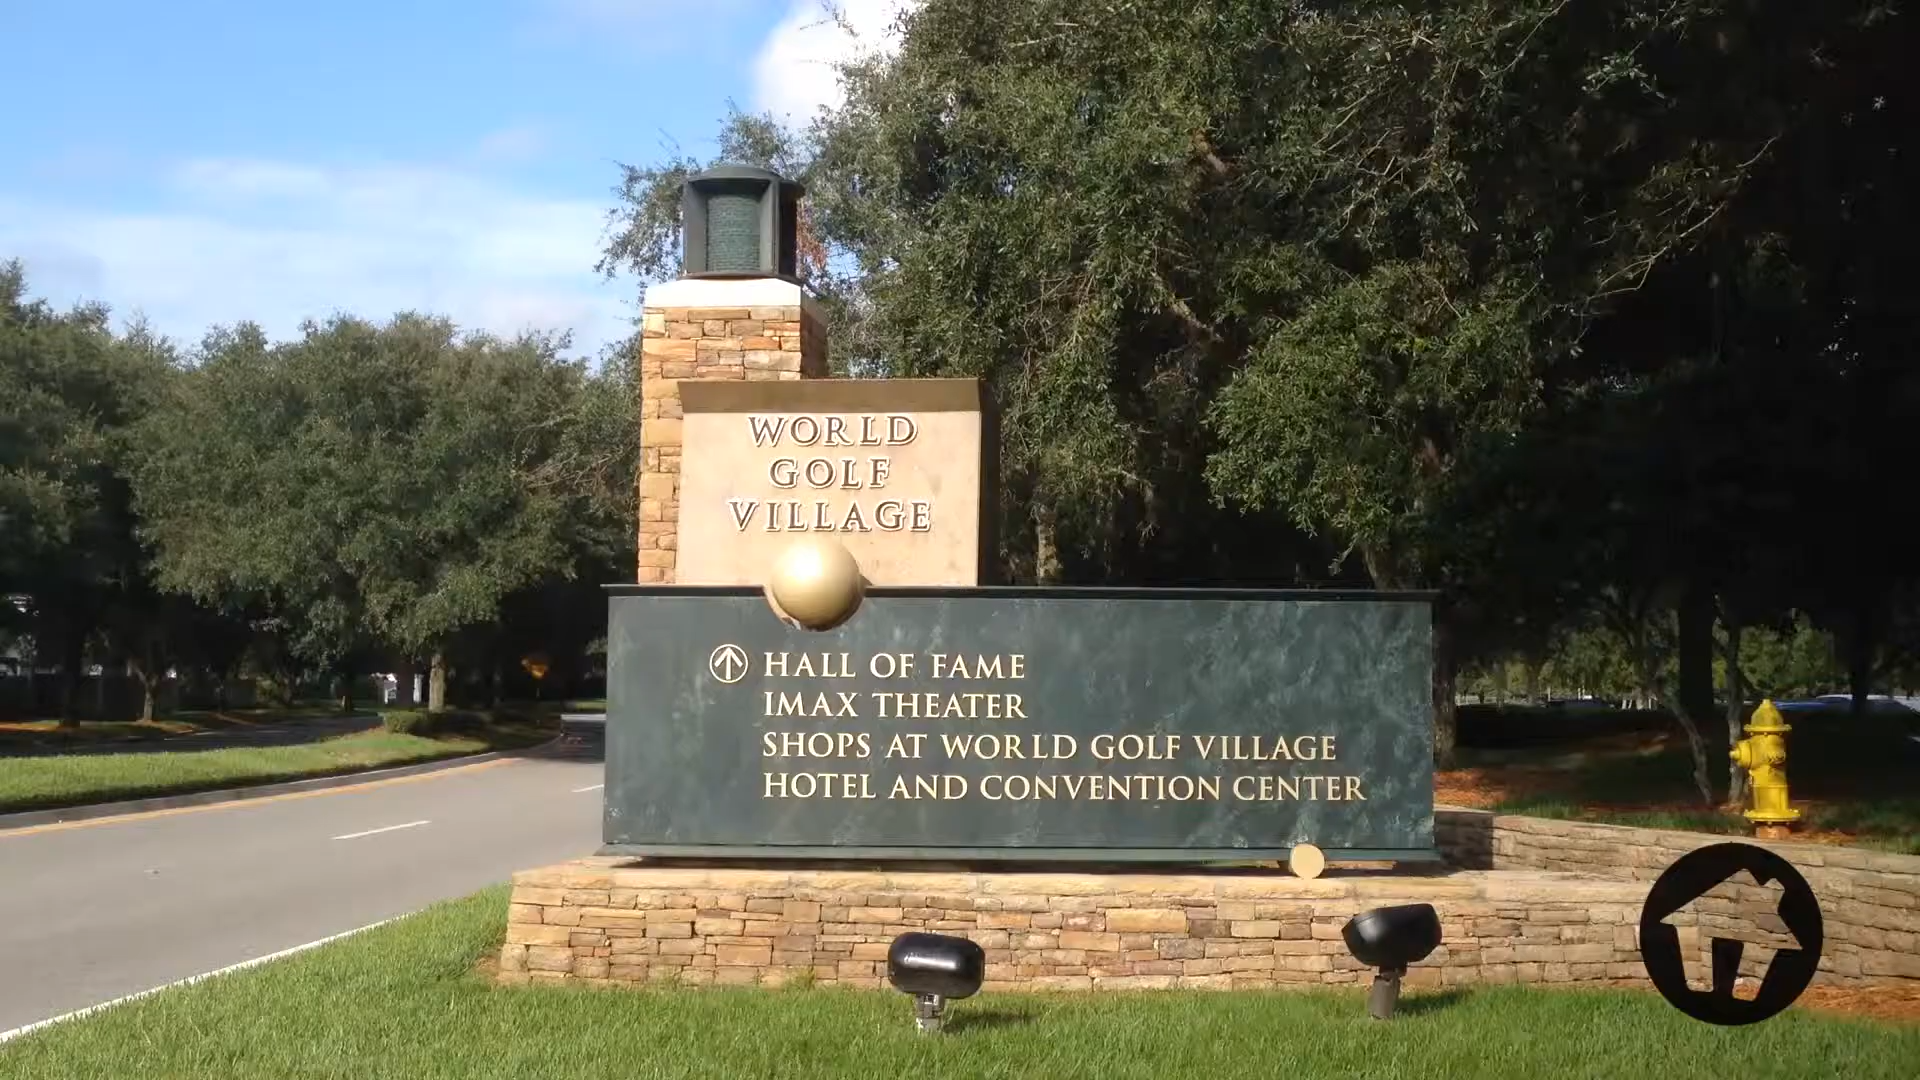 WORLD
GOLF
VILLAGE
HALL OF FAME
IMAX THEATER
SHOPS AT WORLD GOLF VILLAGE
HOTEL AND CONVENTION CENTER